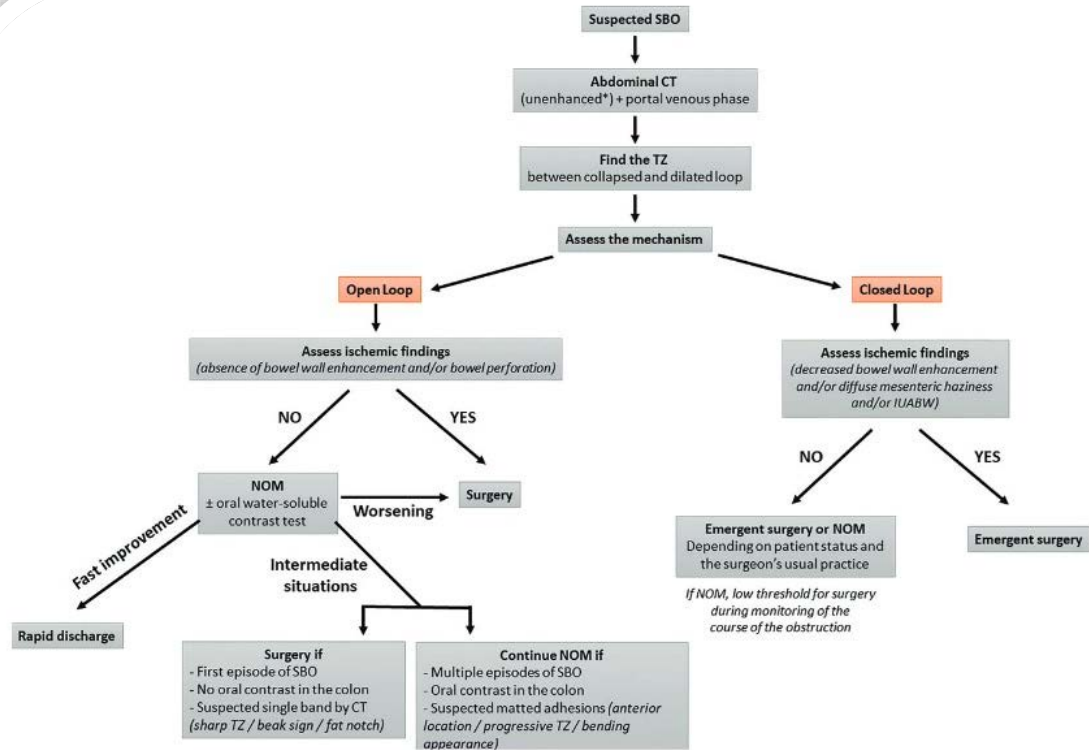 Suspected SBO
Abdominal CT
(unenhanced*) + portal venous phase
Find the TZ
between collapsed and dilated loop
Assess the mechanism
Open Loop
Closed Loop
Assess ischemic findings
(absence of bowel wall enhancement and/or bowel perforation)
Assess ischemic findings
(decreased bowel wall enhancement
and/or diffuse mesenteric haziness
and/or IUABW)
NO
YES
NO
YES
NOM
± oral water-soluble
contrast test
Worsening
Surgery
Emergent surgery or NOM
Depending on patient status and
the surgeon's usual practice
Emergent surgery
If NOM, low threshold for surgery
during monitoring of the
course of the obstruction
Fast improvement
Intermediate
situations
Rapid discharge
Surgery if
- First episode of SBO
- No oral contrast in the colon
- Suspected single band by CT
(sharp TZ / beak sign / fat notch)
Continue NOM if
- Multiple episodes of SBO
- Oral contrast in the colon
- Suspected matted adhesions (anterior
location / progressive TZ / bending
appearance)